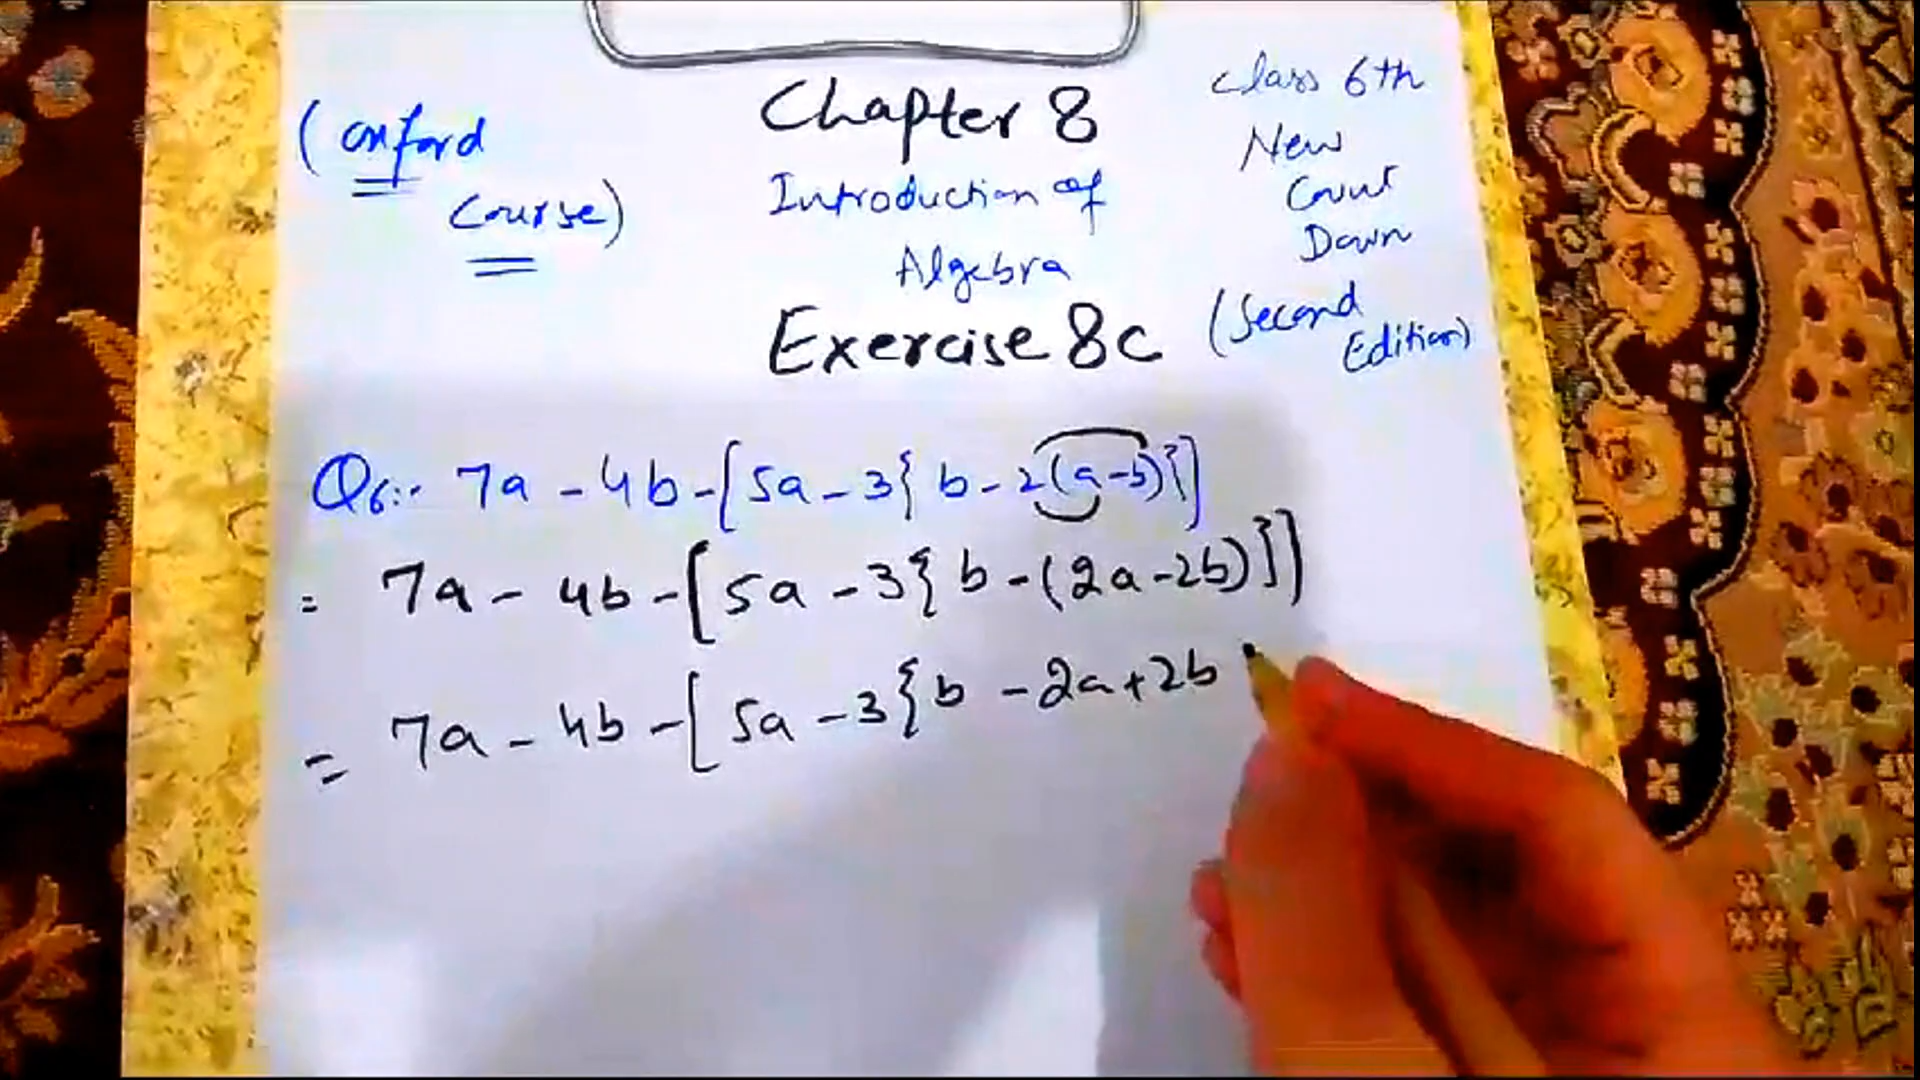 (Oxford
Course)
Chapter 8
Introduction of
Algebra
Exercise 8c
Class 6th
New
Count
Down
(Second
Edition)
Q6:- 7a - 4b - [5a - 3{ b - 2(a - b)}]
= 7a - 4b - [5a - 3{ b - (2a - 2b)}]
= 7a - 4b - [5a - 3{ b - 2a + 2b